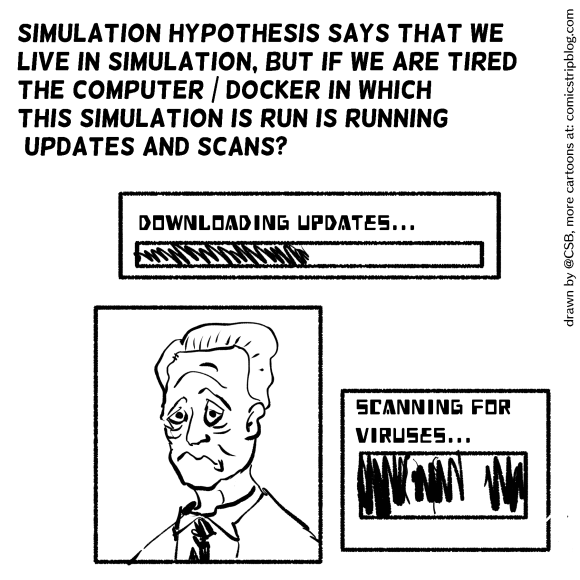 SIMULATION HYPOTHESIS SAYS THAT WE
LIVE IN SIMULATION, BUT IF WE ARE TIRED
THE COMPUTER / DOCKER IN WHICH
THIS SIMULATION IS RUN IS RUNNING
UPDATES AND SCANS?
DOWNLOADING UPDATES...
SCANNING FOR
VIRUSES...
drawn by @CSB, more cartoons at: comicstripblog.com